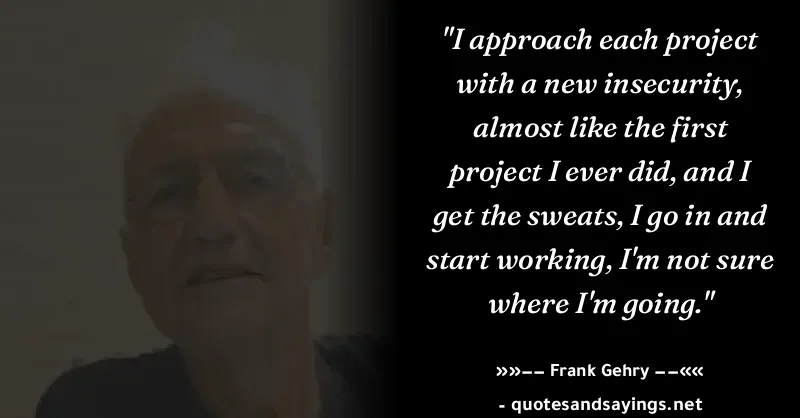 "I approach each project
with a new insecurity,
almost like the first
project I ever did, and I
get the sweats, I go in and
start working, I'm not sure
where I'm going."
»»−− Frank Gehry −−««
- quotesandsayings.net